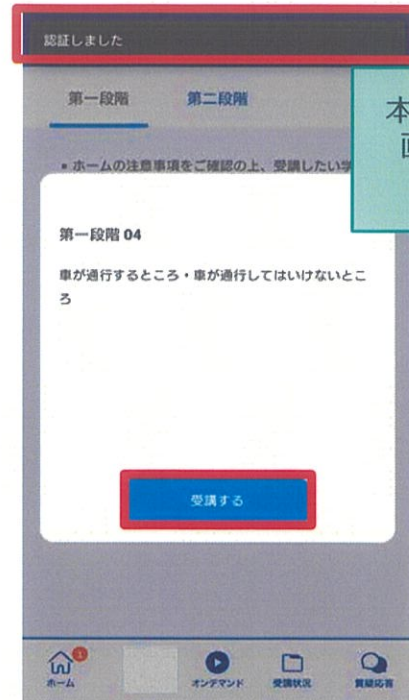 認証しました
第一段階 第二段階
本
• ホームの注意事項をご確認の上、受講したい学
第一段階 04
車が通行するところ・車が通行してはいけないとこ
ろ
受講する
1
ホーム オンデマンド 受講状況 質疑応答